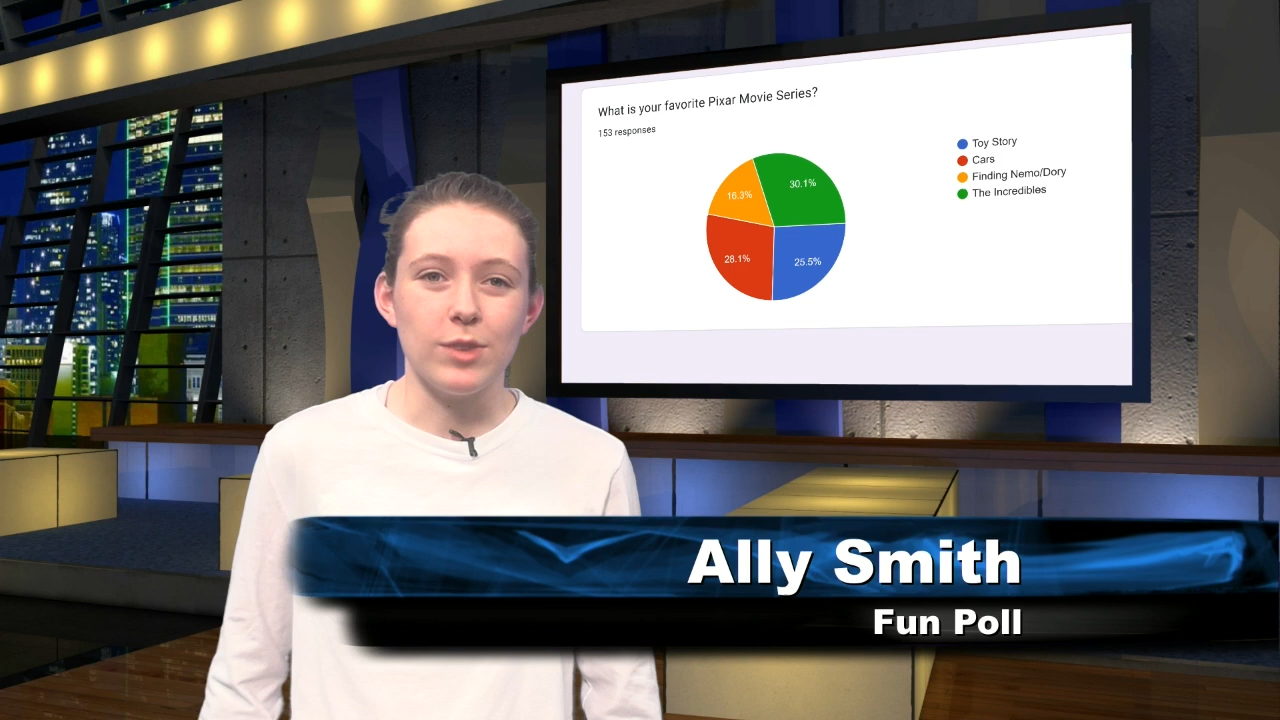 What is your favorite Pixar Movie Series?
153 responses
Toy Story
Cars
Finding Nemo/Dory
The Incredibles
30.1%
16.3%
28.1%
25.5%
Ally Smith
Fun Poll